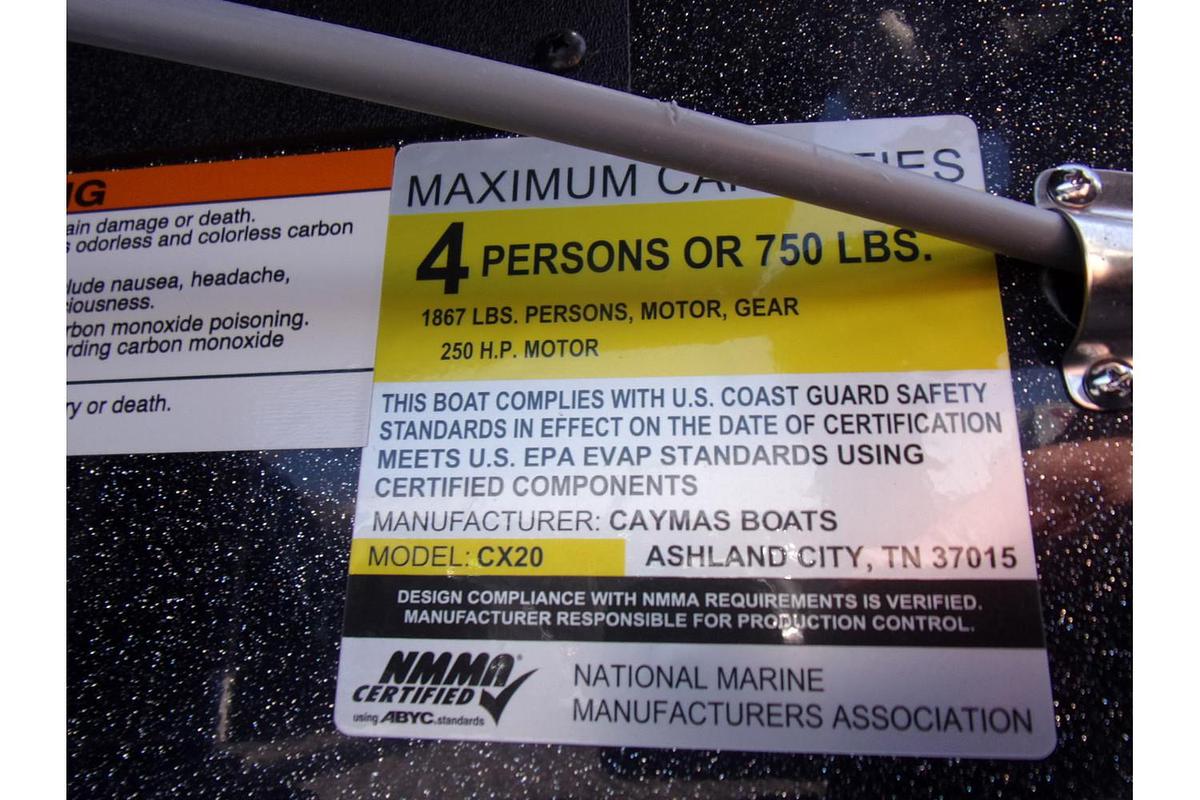 NG
ain damage or death.
s odorless and colorless carbon
lude nausea, headache,
iousness.
rbon monoxide poisoning.
rding carbon monoxide
ry or death.
MAXIMUM CA IES
4 PERSONS OR 750 LBS.
1867 LBS. PERSONS, MOTOR, GEAR
250 H.P. MOTOR
THIS BOAT COMPLIES WITH U.S. COAST GUARD SAFETY
STANDARDS IN EFFECT ON THE DATE OF CERTIFICATION
MEETS U.S. EPA EVAP STANDARDS USING
CERTIFIED COMPONENTS
MANUFACTURER: CAYMAS BOATS
MODEL: CX20 ASHLAND CITY, TN 37015
DESIGN COMPLIANCE WITH NMMA REQUIREMENTS IS VERIFIED.
MANUFACTURER RESPONSIBLE FOR PRODUCTION CONTROL.
NMMA®
CERTIFIED
using ABYC standards
NATIONAL MARINE
MANUFACTURERS ASSOCIATION